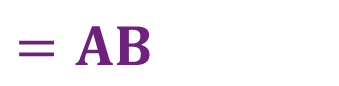 = AB